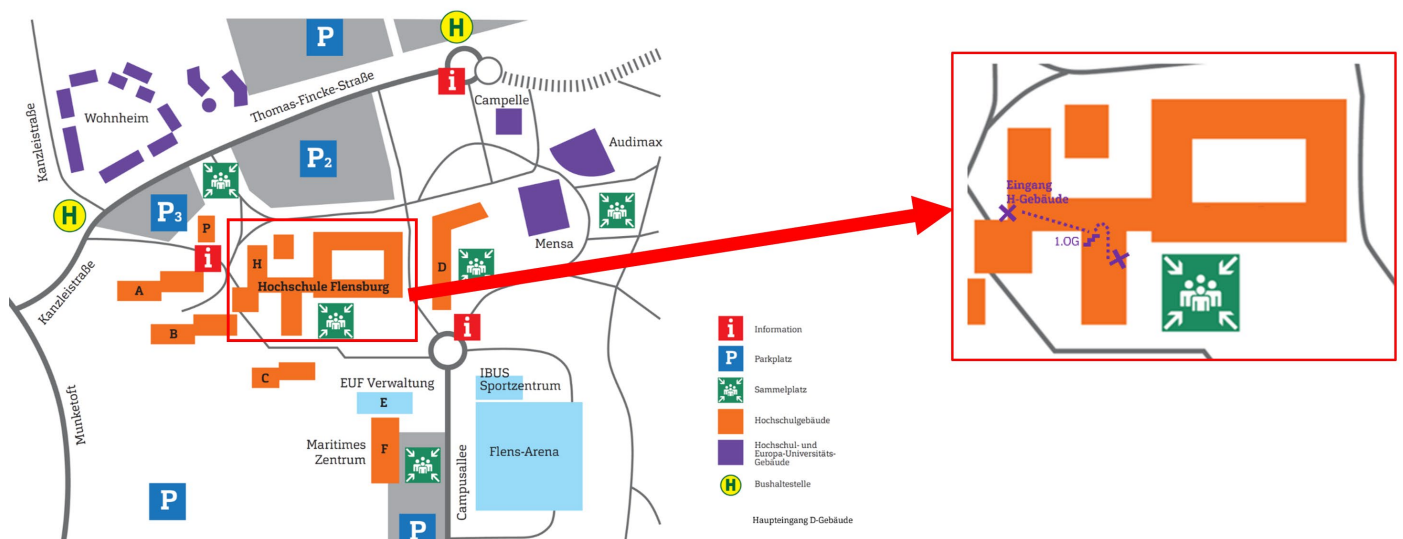 H
P
i
Campelle
Thomas-Fincke-Straße
Wohnheim
Kanzleistraße
Audimax
P2
P3
H
P
i
H
Mensa
D
A
Hochschule Flensburg
Kanzleistraße
B
i
C
IBUS
Sportzentrum
EUF Verwaltung
E
Munketoft
Maritimes
Zentrum
F
Flens-Arena
Campusallee
P
P
i Information
P Parkplatz
Sammelplatz
Hochschulgebäude
Hochschul- und
Europa-Universitäts-
Gebäude
H Bushaltestelle
Haupteingang D-Gebäude
Eingang
H-Gebäude
1.OG